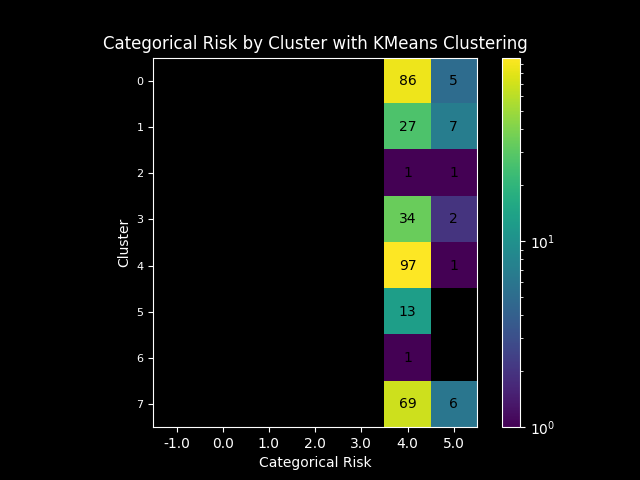 Categorical Risk by Cluster with KMeans Clustering
0 86 5
1 27 7
2 1 1
3 34 2
4 97 1
5 13
6 1
7 69 6
Cluster
-1.0 0.0 1.0 2.0 3.0 4.0 5.0
Categorical Risk
10¹
10⁰